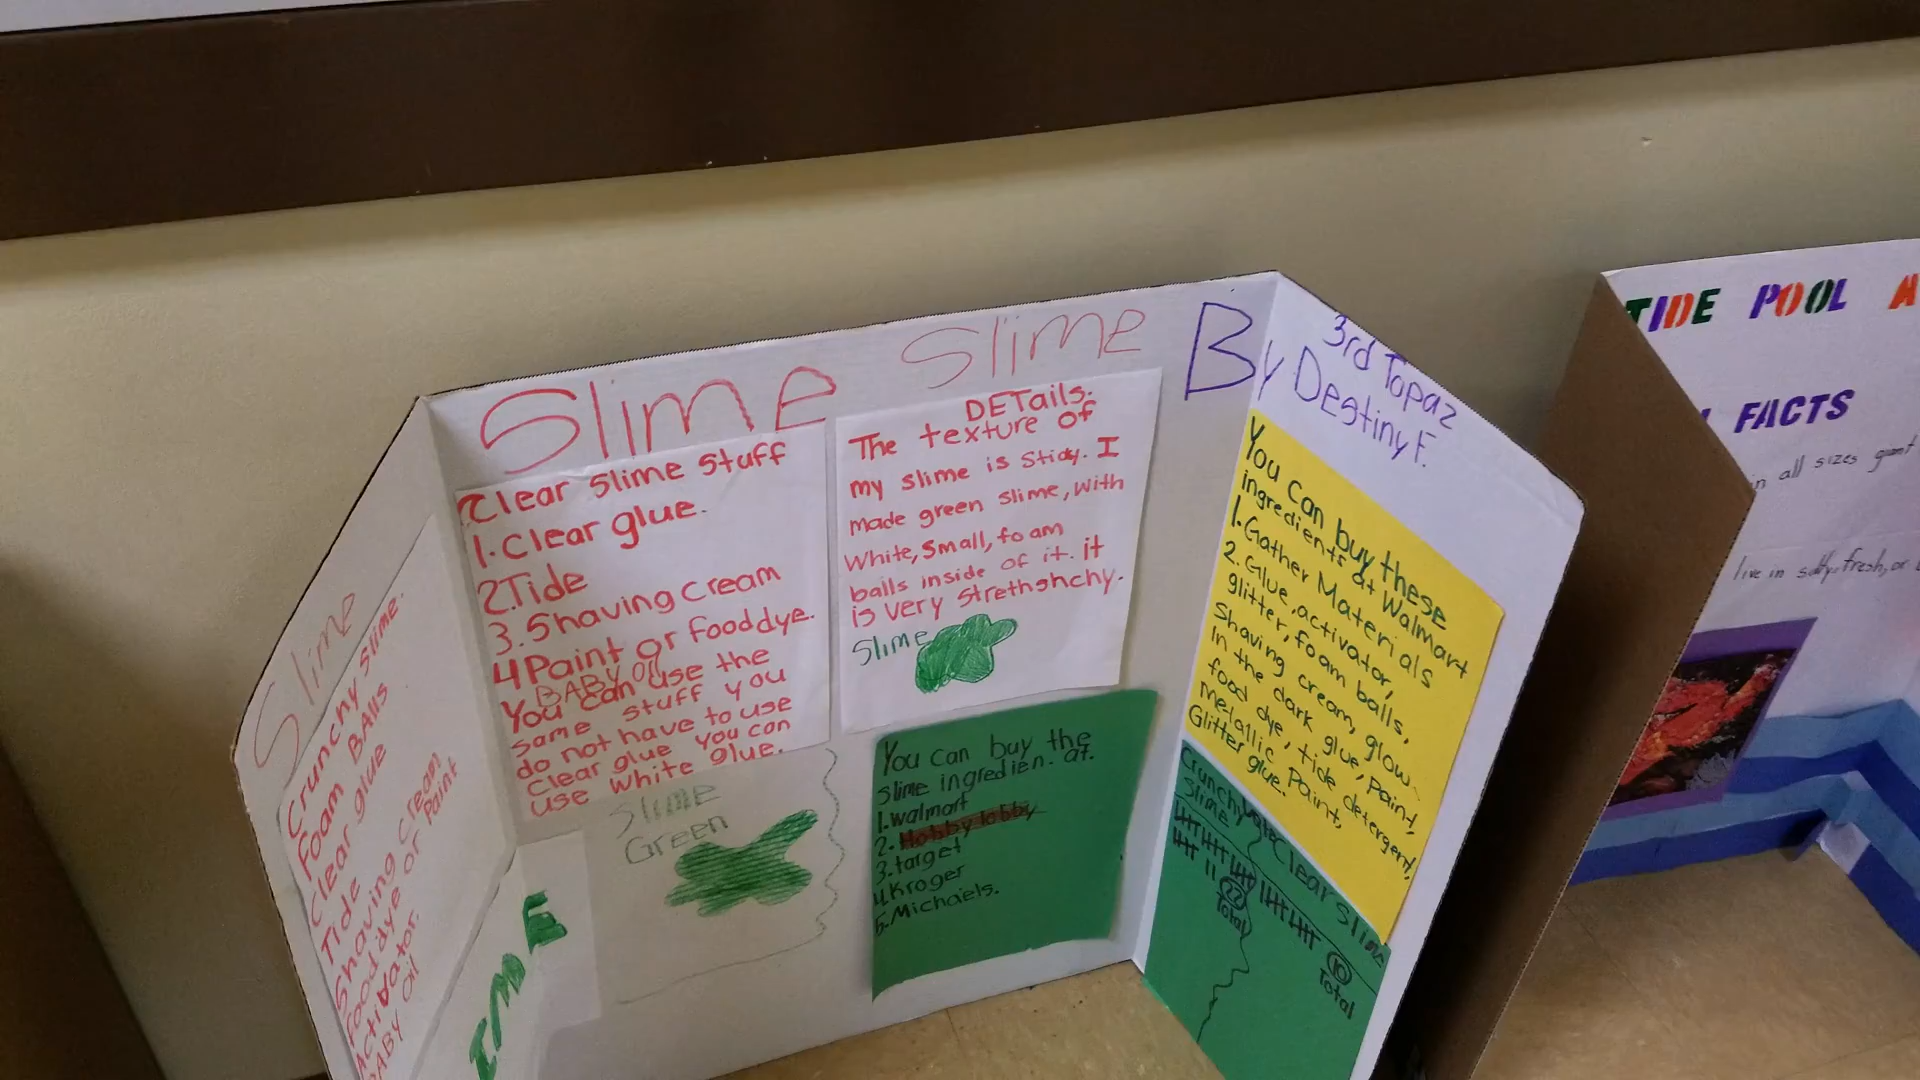 Slime
Crunchy Slime.
Foam BAlls
Clear glue
Tide
Shaving Cream
Food dye or Paint
Activator.
BABY Oil
IME
Slime Slime
Clear Slime Stuff
1. Clear glue.
2. Tide
3. Shaving Cream
4 Paint or Food dye.
BABY Oil
You can use the
same stuff you
do not have to use
Clear glue you can
use white glue.
Slime
Green
DETails.
The texture of
my slime is Sticky. I
made green slime, with
White, Small, foam
balls inside of it. it
is very Strethghchy.
Slime
You can buy the
slime ingredien. at.
1. walmart
2. Hobby lobby
3. target
4. Kroger
5. Michaels.
3rd Topaz
By Destiny F.
You can buy these
ingredients at Walmart
1. Gather Materials
2. Glue, activator,
glitter, foam balls,
Shaving cream, glow
in the dark glue, Paint,
food dye, tide detergent,
Metallic Paint,
Glitter glue.
Crunchy
Slime
Clear Slime
22
Total
10
Total
TIDE POOL A
FACTS
in all sizes giant
live in salty, fresh, or